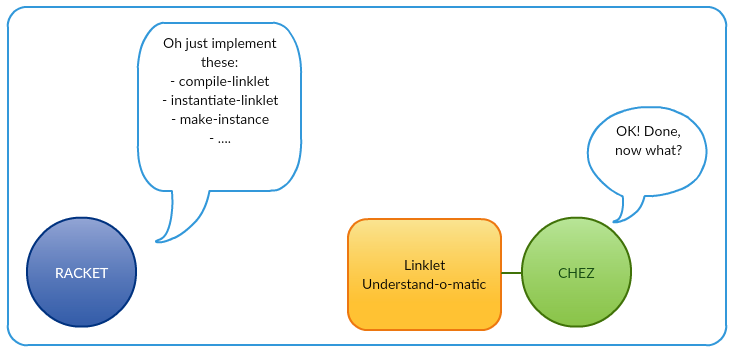 Oh just implement
these:
- compile-linklet
- instantiate-linklet
- make-instance
- ....
OK! Done,
now what?
RACKET
Linklet
Understand-o-matic
CHEZ